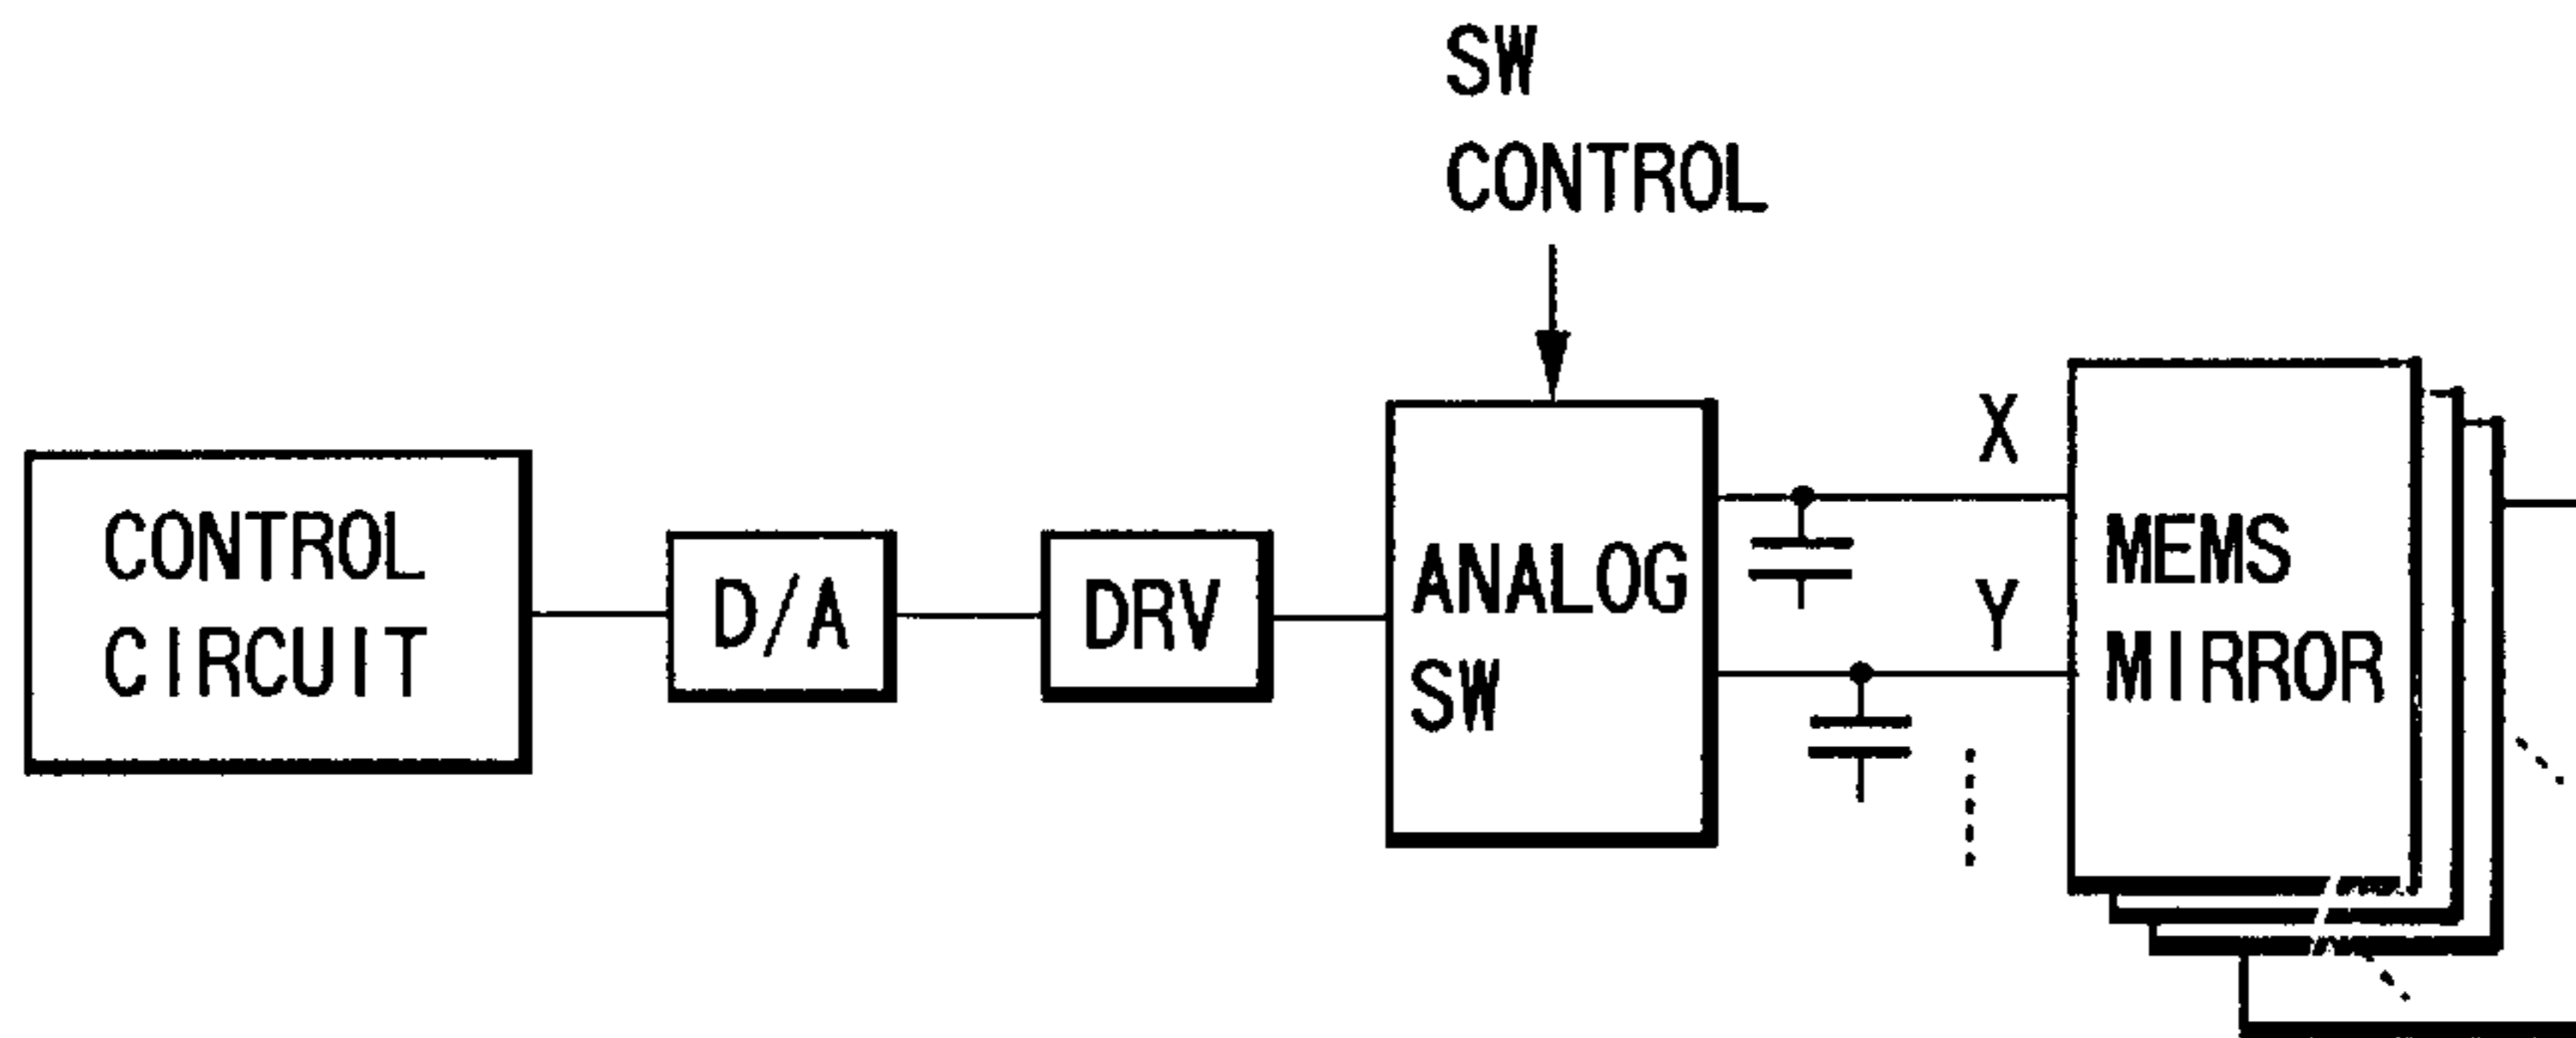 SW
CONTROL
CONTROL
CIRCUIT
D/A
DRV
ANALOG
SW
X
Y
MEMS
MIRROR